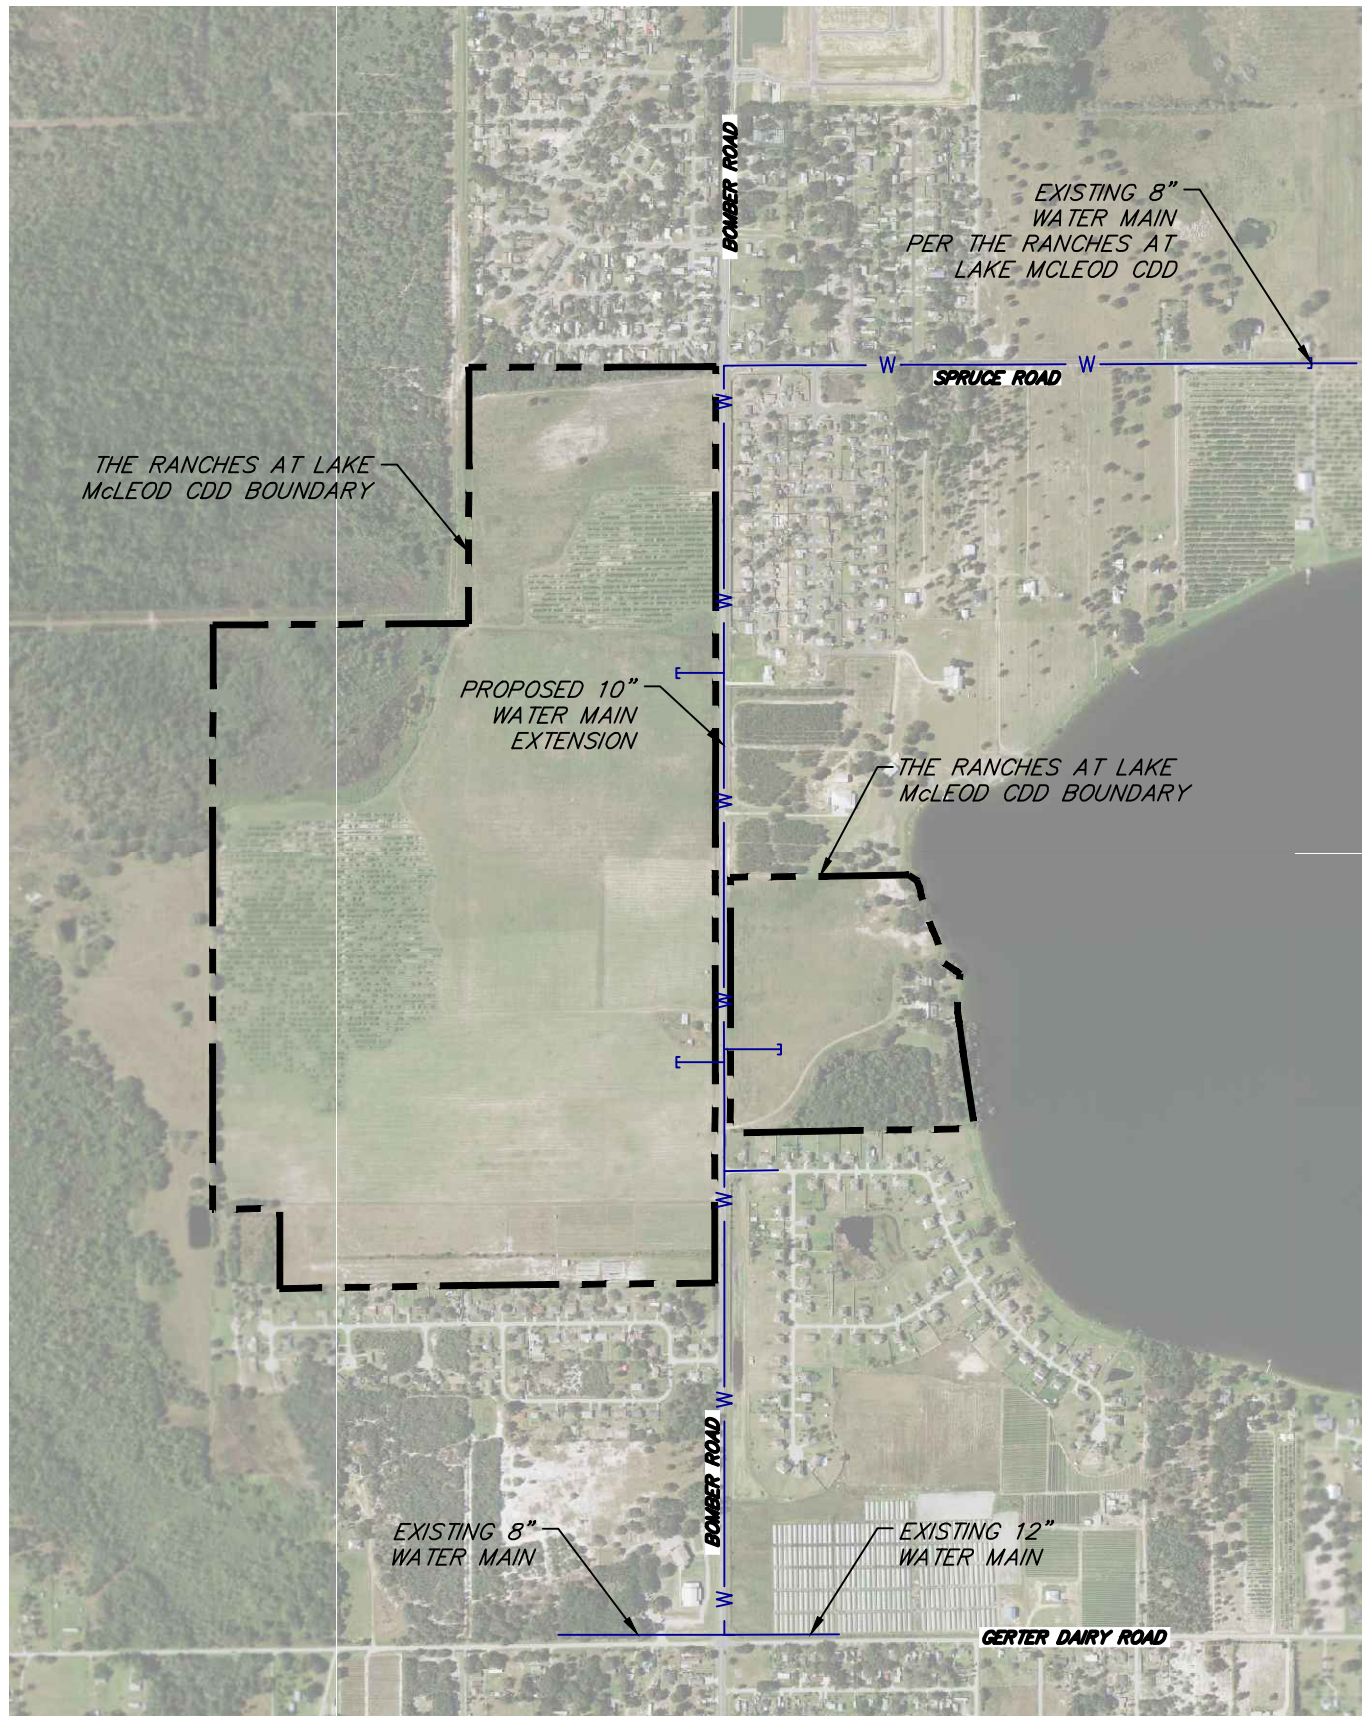 BOMBER ROAD
EXISTING 8"
WATER MAIN
PER THE RANCHES AT
LAKE MCLEOD CDD
W
W
SPRUCE ROAD
W
THE RANCHES AT LAKE
McLEOD CDD BOUNDARY
W
PROPOSED 10"
WATER MAIN
EXTENSION
THE RANCHES AT LAKE
McLEOD CDD BOUNDARY
W
W
W
W
BOMBER ROAD
EXISTING 8"
WATER MAIN
EXISTING 12"
WATER MAIN
W
GERTER DAIRY ROAD